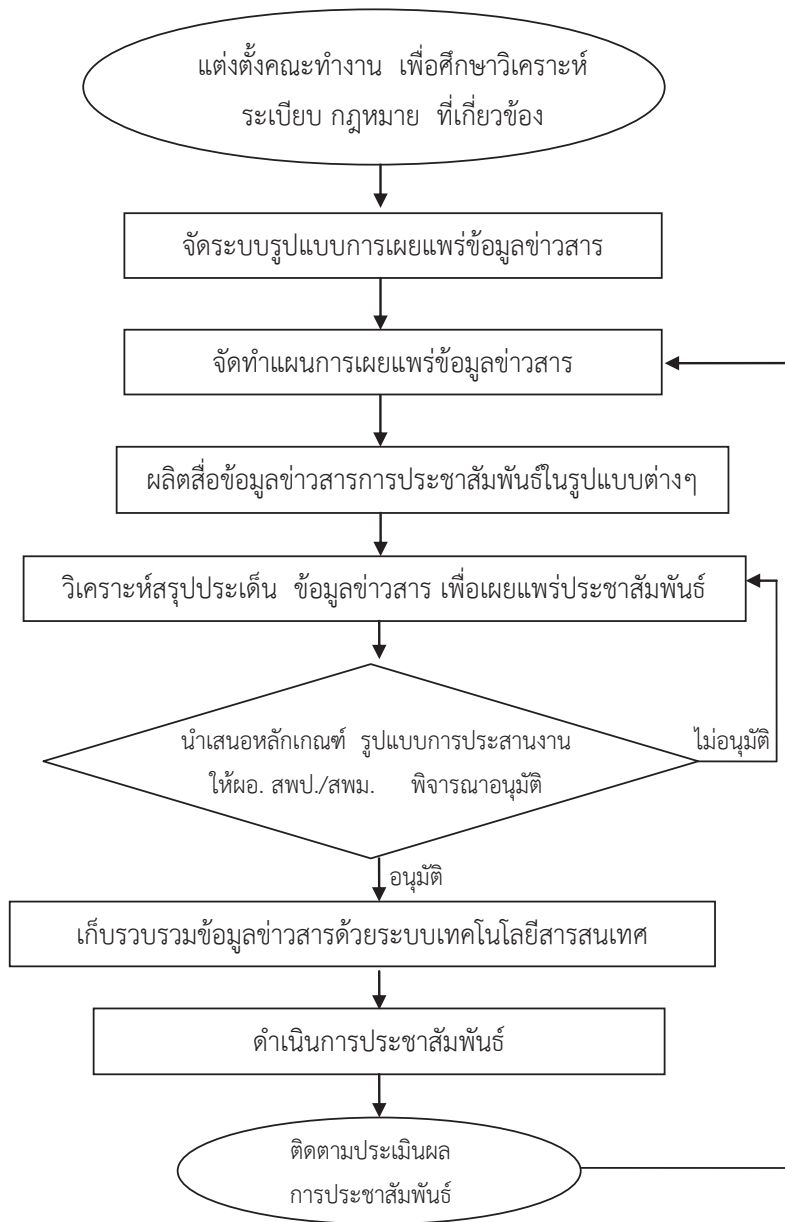 แต่งตั้งคณะทำงาน เพื่อศึกษาวิเคราะห์
ระเบียบ กฎหมาย ที่เกี่ยวข้อง
จัดระบบรูปแบบการเผยแพร่ข้อมูลข่าวสาร
จัดทำแผนการเผยแพร่ข้อมูลข่าวสาร
ผลิตสื่อข้อมูลข่าวสารการประชาสัมพันธ์ในรูปแบบต่างๆ
วิเคราะห์สรุปประเด็น ข้อมูลข่าวสาร เพื่อเผยแพร่ประชาสัมพันธ์
นำเสนอหลักเกณฑ์ รูปแบบการประสานงาน
ให้ผอ. สพป./สพม. พิจารณาอนุมัติ
ไม่อนุมัติ
อนุมัติ
เก็บรวบรวมข้อมูลข่าวสารด้วยระบบเทคโนโลยีสารสนเทศ
ดำเนินการประชาสัมพันธ์
ติดตามประเมินผล
การประชาสัมพันธ์